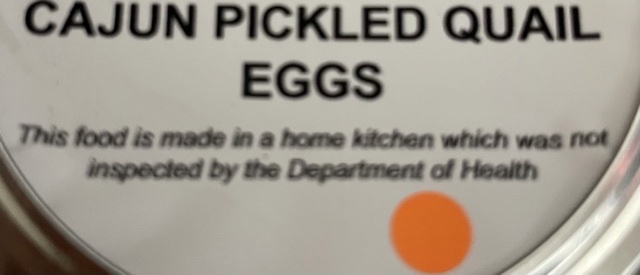 CAJUN PICKLED QUAIL
EGGS
This food is made in a home kitchen which was not
inspected by the Department of Health